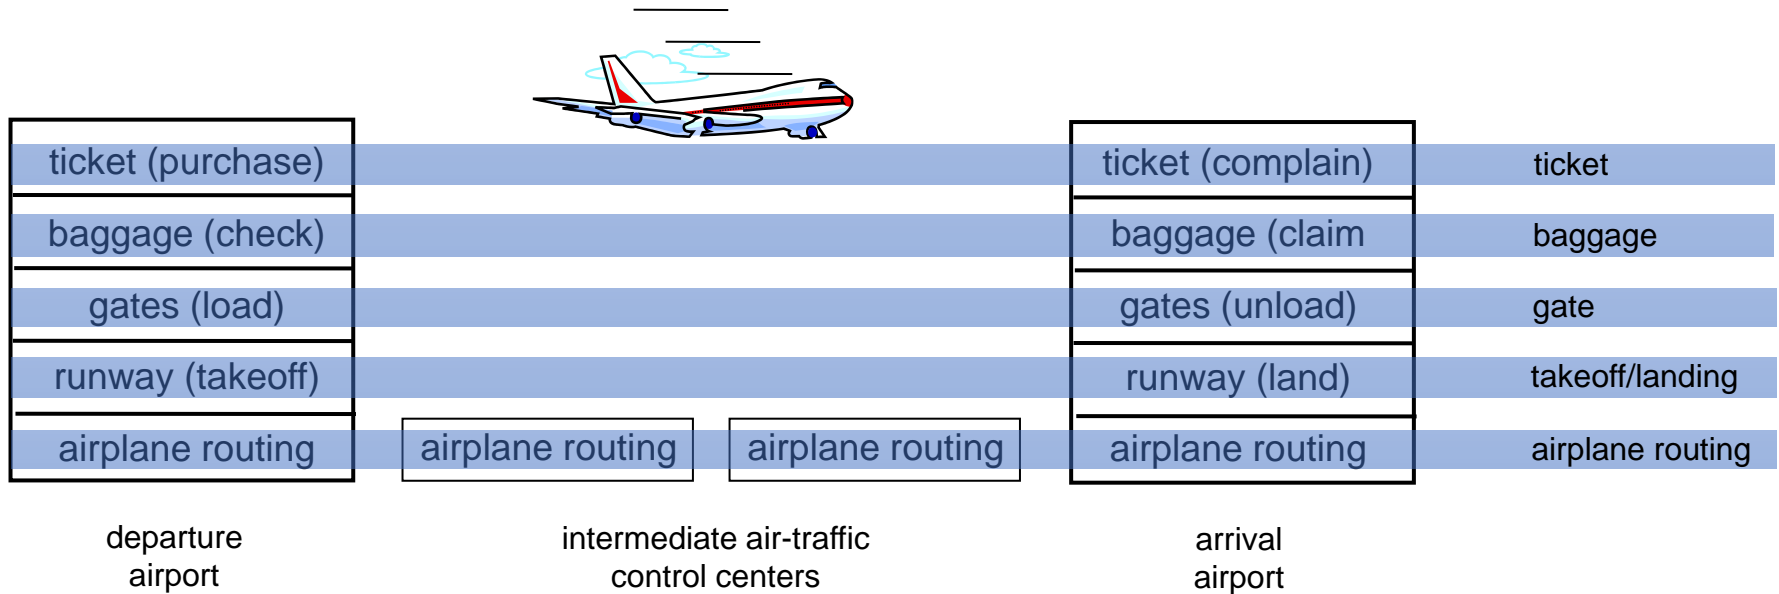 ticket (purchase)
ticket (complain)
ticket
baggage (check)
baggage (claim
baggage
gates (load)
gates (unload)
gate
runway (takeoff)
runway (land)
takeoff/landing
airplane routing
airplane routing
airplane routing
airplane routing
airplane routing
departure
airport
intermediate air-traffic
control centers
arrival
airport